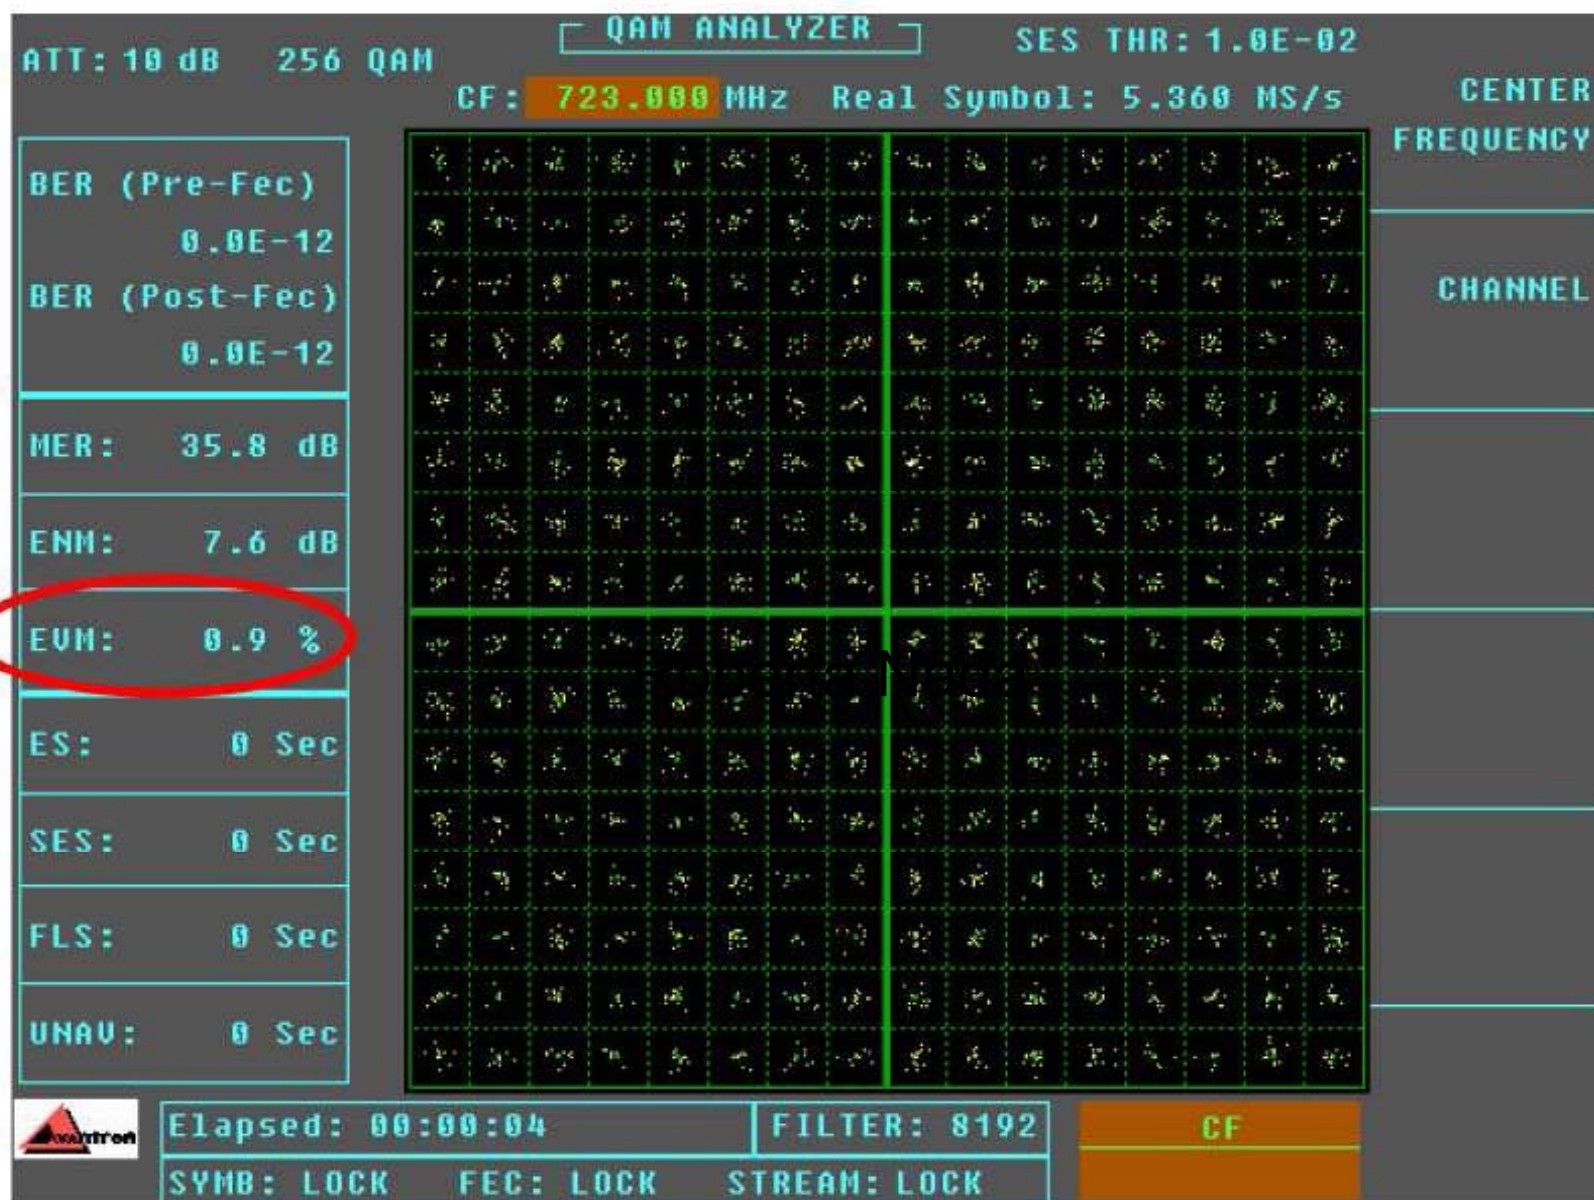 QAM ANALYZER
SES THR: 1.0E-02
ATT: 10 dB 256 QAM
CF: 723.000 MHz Real Symbol: 5.360 MS/s
CENTER
FREQUENCY
CHANNEL
BER (Pre-Fec)
0.0E-12
BER (Post-Fec)
0.0E-12
MER: 35.8 dB
ENM: 7.6 dB
EVM: 0.9 %
ES: 0 Sec
SES: 0 Sec
FLS: 0 Sec
UNAV: 0 Sec
Elapsed: 00:00:04
FILTER: 8192
CF
SYMB: LOCK FEC: LOCK STREAM: LOCK